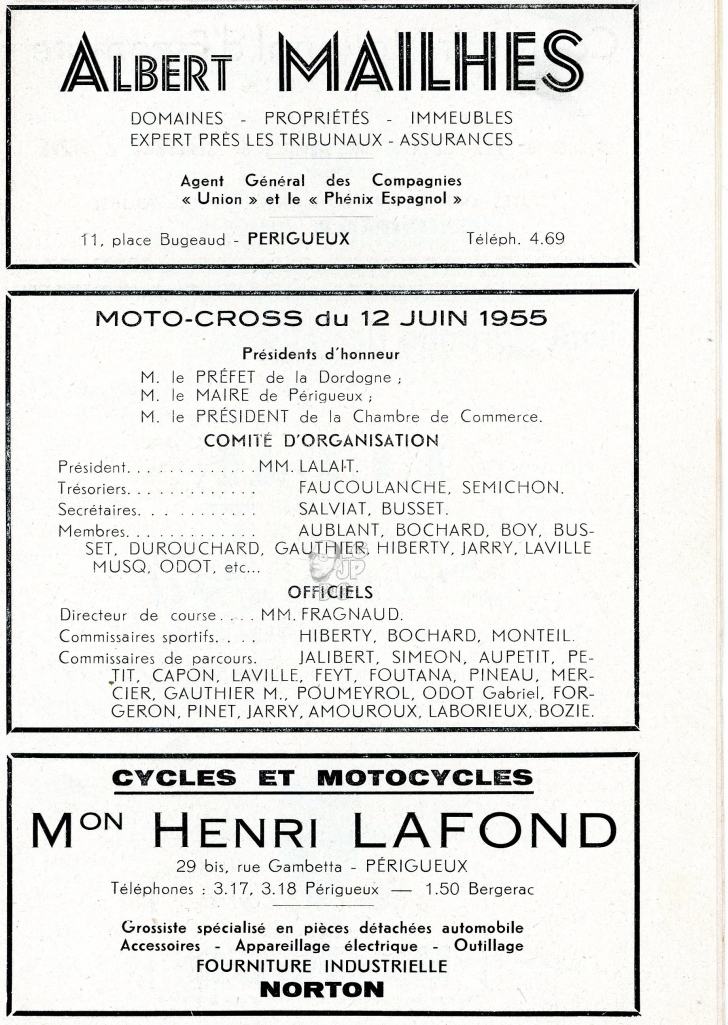 ALBERT MAILHES
DOMAINES - PROPRIÉTÉS - IMMEUBLES
EXPERT PRÈS LES TRIBUNAUX - ASSURANCES
Agent Général des Compagnies
« Union » et le « Phénix Espagnol »
11, place Bugeaud - PERIGUEUX Téléph. 4.69
MOTO-CROSS du 12 JUIN 1955
Présidents d'honneur
M. le PRÉFET de la Dordogne ;
M. le MAIRE de Périgueux ;
M. le PRÉSIDENT de la Chambre de Commerce.
COMITÉ D'ORGANISATION
Président. . . . . . . . . . . . . MM. LALAIT.
Trésoriers. . . . . . . . . . . . . FAUCOULANCHE, SEMICHON.
Secrétaires. . . . . . . . . . . . SALVIAT, BUSSET.
Membres. . . . . . . . . . . . . AUBLANT, BOCHARD, BOY, BUS-
SET, DUROUCHARD, GAUTHIER, HIBERTY, JARRY, LAVILLE
MUSQ, ODOT, etc...
OFFICIELS
Directeur de course . . . . MM. FRAGNAUD.
Commissaires sportifs. . . . HIBERTY, BOCHARD, MONTEIL.
Commissaires de parcours. JALIBERT, SIMEON, AUPETIT, PE-
TIT, CAPON, LAVILLE, FEYT, FOUTANA, PINEAU, MER-
CIER, GAUTHIER M., POUMEYROL, ODOT Gabriel, FOR-
GERON, PINET, JARRY, AMOUROUX, LABORIEUX, BOZIE.
CYCLES ET MOTOCYCLES
MON HENRI LAFOND
29 bis, rue Gambetta - PÉRIGUEUX
Téléphones : 3.17, 3.18 Périgueux — 1.50 Bergerac
Grossiste spécialisé en pièces détachées automobile
Accessoires - Appareillage électrique - Outillage
FOURNITURE INDUSTRIELLE
NORTON